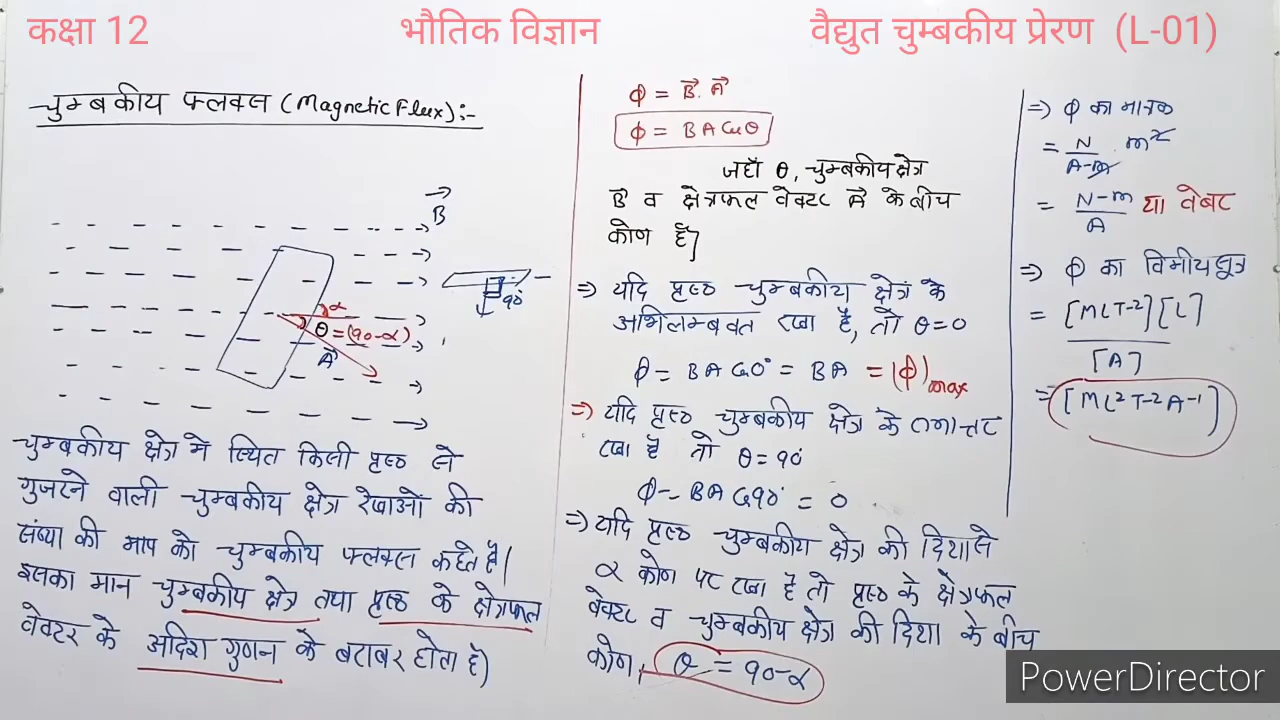 कक्षा 12
भौतिक विज्ञान
वैद्युत चुम्बकीय प्रेरण (L-01)
चुम्बकीय फ्लक्स (Magnetic Flux):-
B⃗
α
θ=(90-α)
A⃗
90°
चुम्बकीय क्षेत्र में स्थित किसी पृष्ठ से
गुजरने वाली चुम्बकीय क्षेत्र रेखाओं की
संख्या की माप को चुम्बकीय फ्लक्स कहते हैं।
इसका मान चुम्बकीय क्षेत्र तथा पृष्ठ के क्षेत्रफल
वेक्टर के अदिश गुणन के बराबर होता है।
ϕ = B⃗. A⃗
ϕ = BA Cosθ
जहाँ θ, चुम्बकीय क्षेत्र
B⃗ व क्षेत्रफल वेक्टर A⃗ के बीच
कोण है।
⇒ यदि पृष्ठ चुम्बकीय क्षेत्र के
अभिलम्बवत रखा है, तो θ=0
ϕ = BA Cos0° = BA = (ϕ)max
⇒ यदि पृष्ठ चुम्बकीय क्षेत्र के समान्तर
रखा है तो θ = 90°
ϕ = BA Cos90° = 0
⇒ यदि पृष्ठ चुम्बकीय क्षेत्र की दिशा से
α कोण पर रखा है तो पृष्ठ के क्षेत्रफल
वेक्टर व चुम्बकीय क्षेत्र की दिशा के बीच
कोण, θ = 90-α
⇒ ϕ का मात्रक
= N/A-m . m²
= N-m/A या वेबर
⇒ ϕ का विमीय सूत्र
= [MLT-2][L]
[A]
= [ML2T-2A-1]
PowerDirector